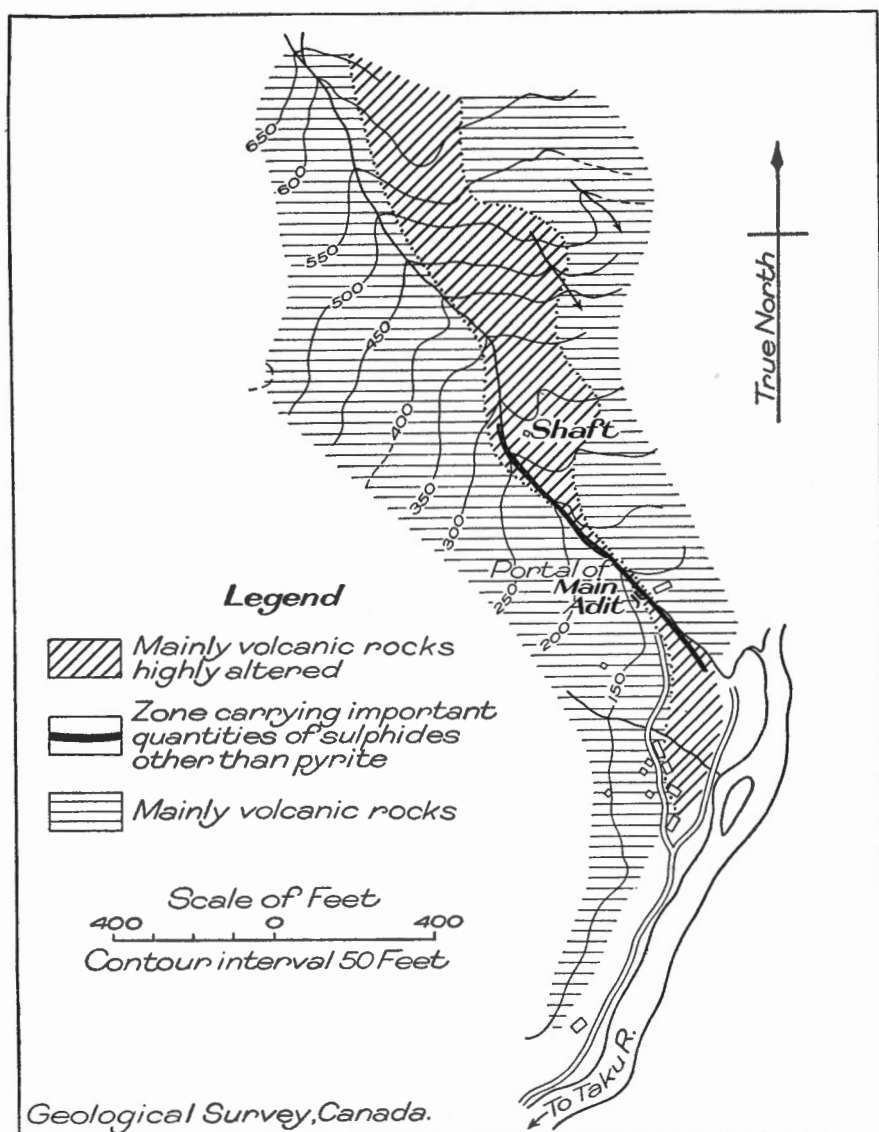 650
600
550
500
450
400
350
300
250
200
150
True North
Shaft
Portal of
Main
Adit
Legend
Mainly volcanic rocks
highly altered
Zone carrying important
quantities of sulphides
other than pyrite
Mainly volcanic rocks
Scale of Feet
400 0 400
Contour interval 50 Feet
To Taku R.
Geological Survey, Canada.